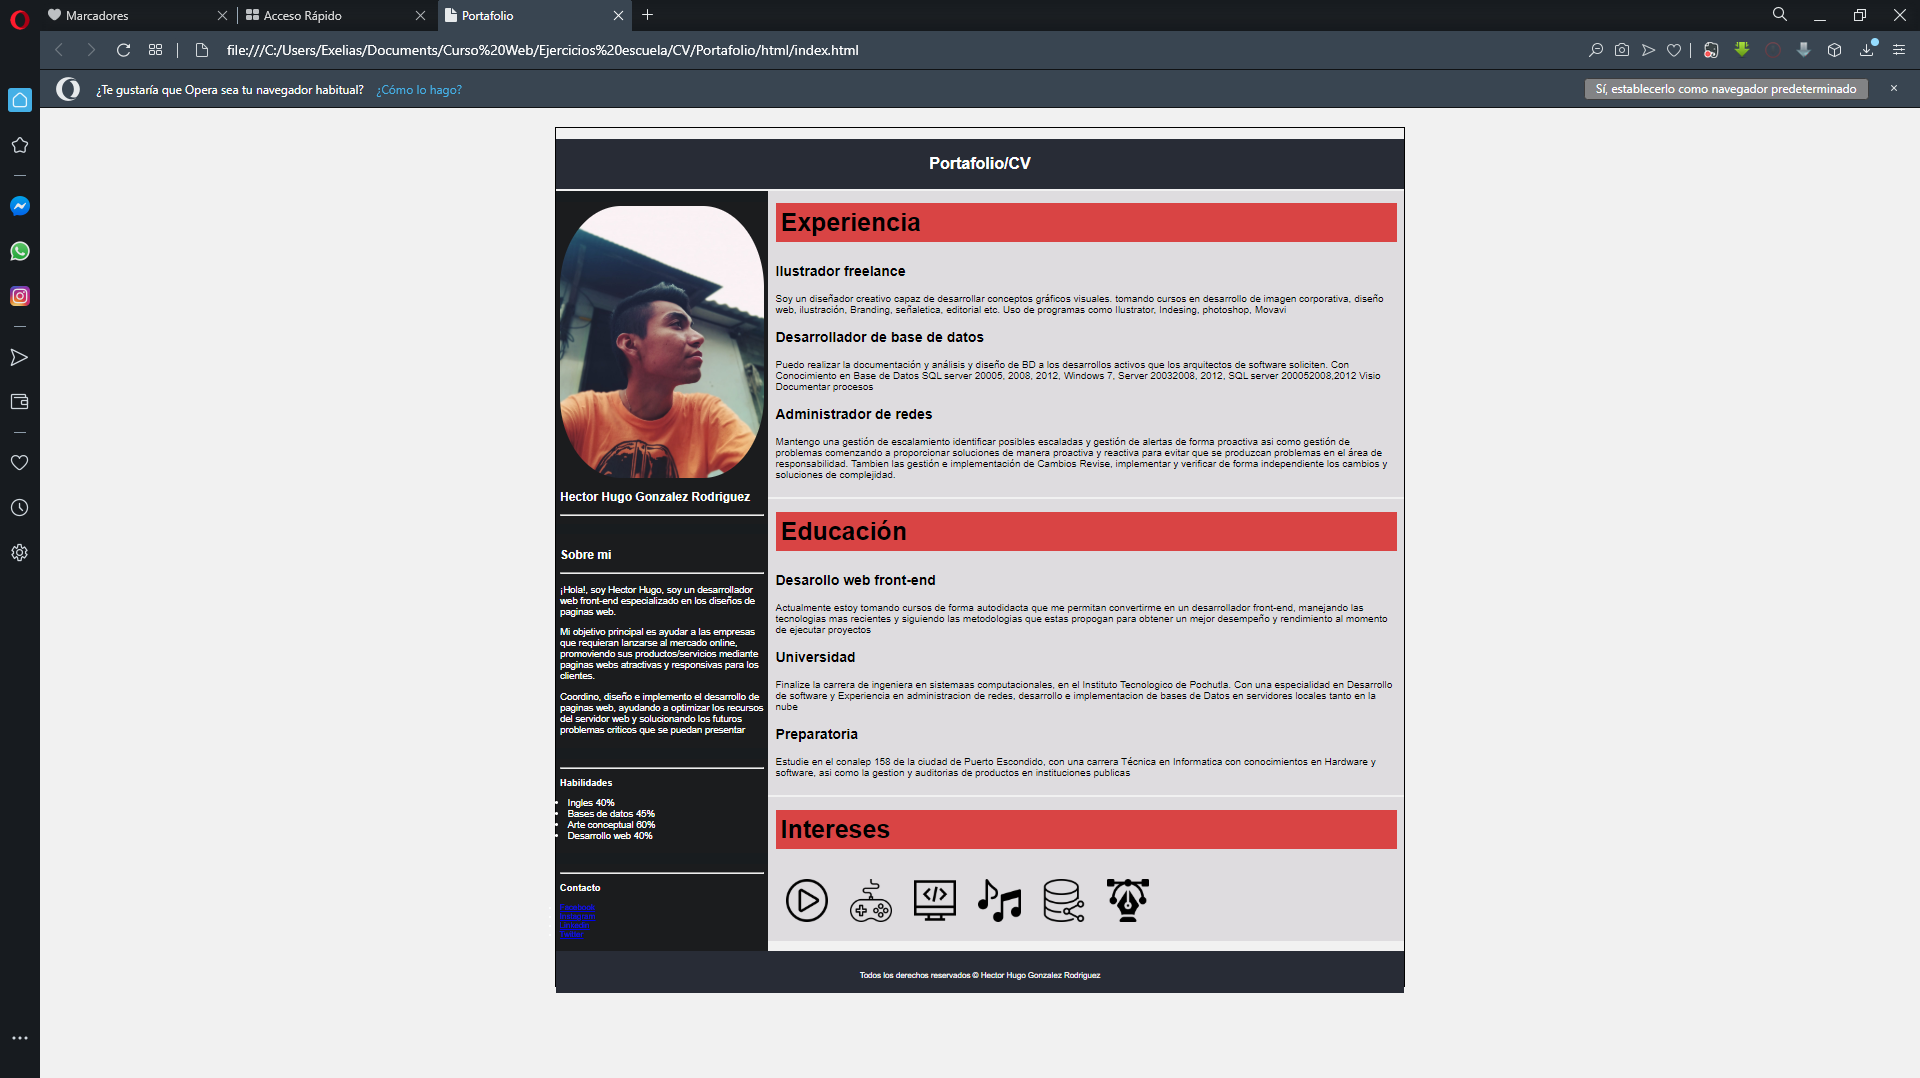 Marcadores
Acceso Rápido
Portafolio
file:///C:/Users/Exelias/Documents/Curso%20Web/Ejercicios%20escuela/CV/Portafolio/html/index.html
¿Te gustaría que Opera sea tu navegador habitual? ¿Cómo lo hago?
Sí, establecerlo como navegador predeterminado
Portafolio/CV
Hector Hugo Gonzalez Rodriguez
Sobre mi
¡Hola!, soy Hector Hugo, soy un desarrollador
web front-end especializado en los diseños de
paginas web.
Mi objetivo principal es ayudar a las empresas
que requieran lanzarse al mercado online,
promoviendo sus productos/servicios mediante
paginas webs atractivas y responsivas para los
clientes.
Coordino, diseño e implemento el desarrollo de
paginas web, ayudando a optimizar los recursos
del servidor web y solucionando los futuros
problemas criticos que se puedan presentar
Habilidades
Ingles 40%
Bases de datos 45%
Arte conceptual 60%
Desarrollo web 40%
Contacto
Facebook
Instagram
Linkedin
Twitter
Experiencia
Ilustrador freelance
Soy un diseñador creativo capaz de desarrollar conceptos gráficos visuales. tomando cursos en desarrollo de imagen corporativa, diseño
web, ilustración, Branding, señaletica, editorial etc. Uso de programas como Ilustrator, Indesing, photoshop, Movavi
Desarrollador de base de datos
Puedo realizar la documentación y análisis y diseño de BD a los desarrollos activos que los arquitectos de software soliciten. Con
Conocimiento en Base de Datos SQL server 20005, 2008, 2012, Windows 7, Server 20032008, 2012, SQL server 200052008,2012 Visio
Documentar procesos
Administrador de redes
Mantengo una gestión de escalamiento identificar posibles escaladas y gestión de alertas de forma proactiva asi como gestión de
problemas comenzando a proporcionar soluciones de manera proactiva y reactiva para evitar que se produzcan problemas en el área de
responsabilidad. Tambien las gestión e implementación de Cambios Revise, implementar y verificar de forma independiente los cambios y
soluciones de complejidad.
Educación
Desarollo web front-end
Actualmente estoy tomando cursos de forma autodidacta que me permitan convertirme en un desarrollador front-end, manejando las
tecnologias mas recientes y siguiendo las metodologias que estas propogan para obtener un mejor desempeño y rendimiento al momento
de ejecutar proyectos
Universidad
Finalize la carrera de ingeniera en sistemaas computacionales, en el Instituto Tecnologico de Pochutla. Con una especialidad en Desarrollo
de software y Experiencia en administracion de redes, desarrollo e implementacion de bases de Datos en servidores locales tanto en la
nube
Preparatoria
Estudie en el conalep 158 de la ciudad de Puerto Escondido, con una carrera Técnica en Informatica con conocimientos en Hardware y
software, asi como la gestion y auditorias de productos en instituciones publicas
Intereses
Todos los derechos reservados © Hector Hugo Gonzalez Rodriguez